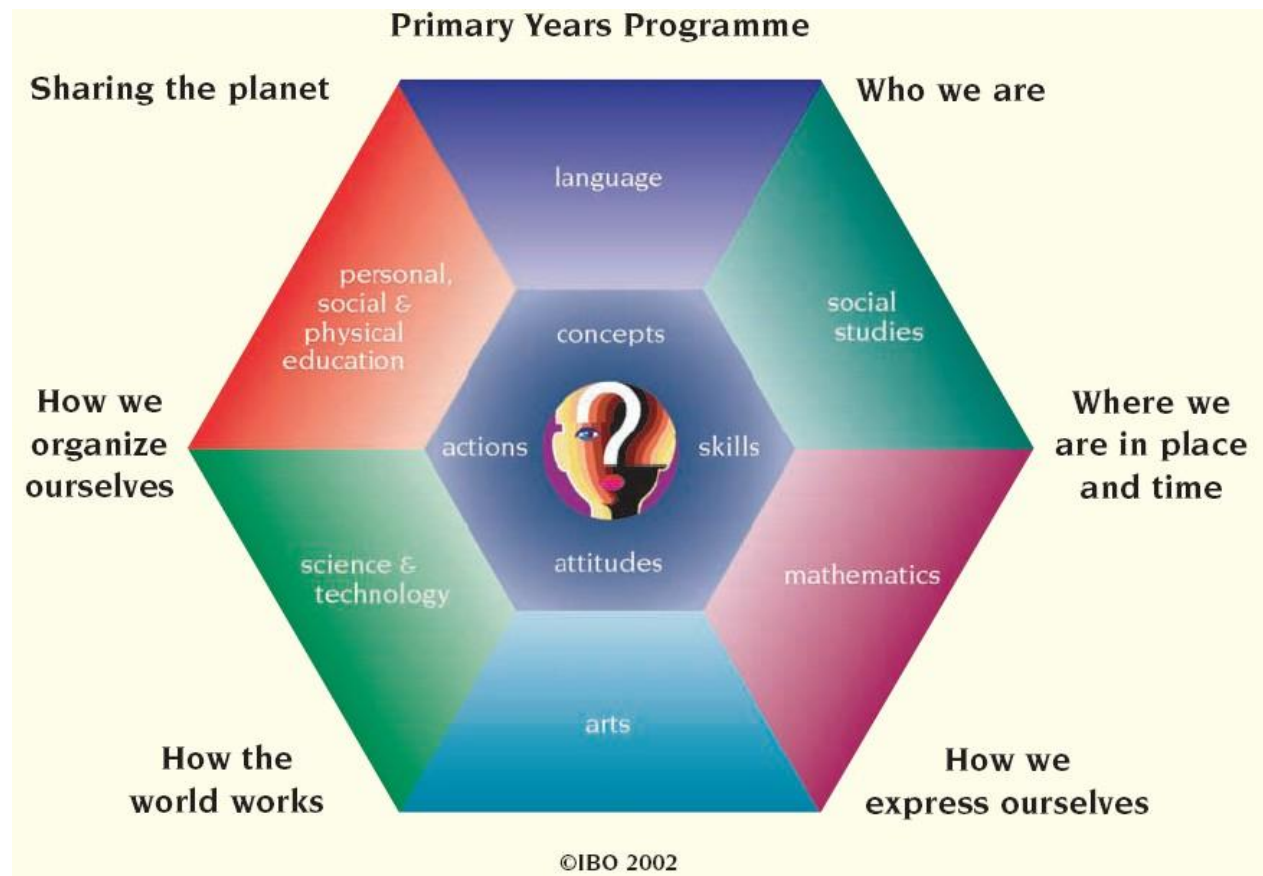 Primary Years Programme
Sharing the planet
Who we are
language
personal,
social &
physical
education
social
studies
concepts
How we
organize
ourselves
actions
skills
Where we
are in place
and time
attitudes
science &
technology
mathematics
arts
How the
world works
How we
express ourselves
©IBO 2002